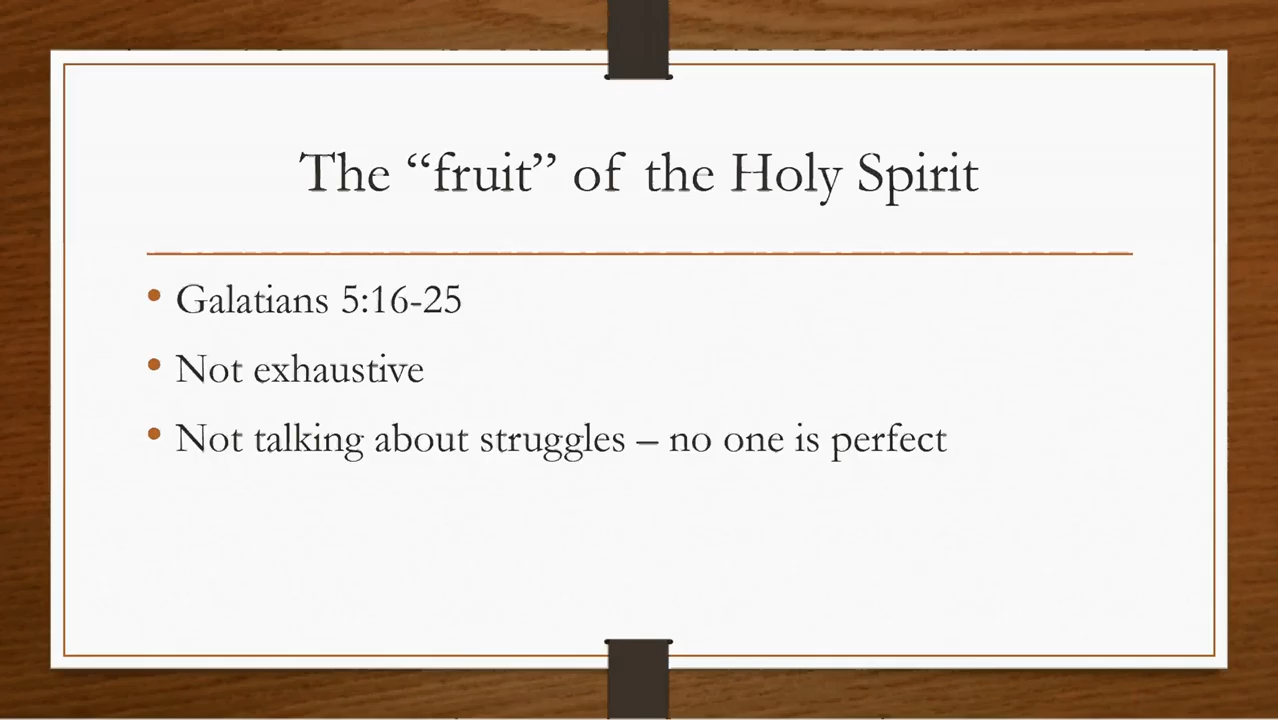 The “fruit” of the Holy Spirit
• Galatians 5:16-25
• Not exhaustive
• Not talking about struggles – no one is perfect